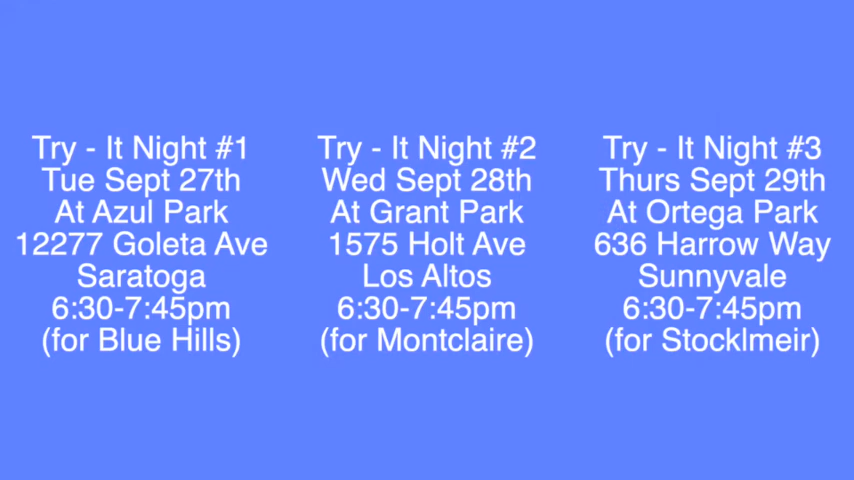 Try - It Night #1
Tue Sept 27th
At Azul Park
12277 Goleta Ave
Saratoga
6:30-7:45pm
(for Blue Hills)
Try - It Night #2
Wed Sept 28th
At Grant Park
1575 Holt Ave
Los Altos
6:30-7:45pm
(for Montclaire)
Try - It Night #3
Thurs Sept 29th
At Ortega Park
636 Harrow Way
Sunnyvale
6:30-7:45pm
(for Stocklmeir)